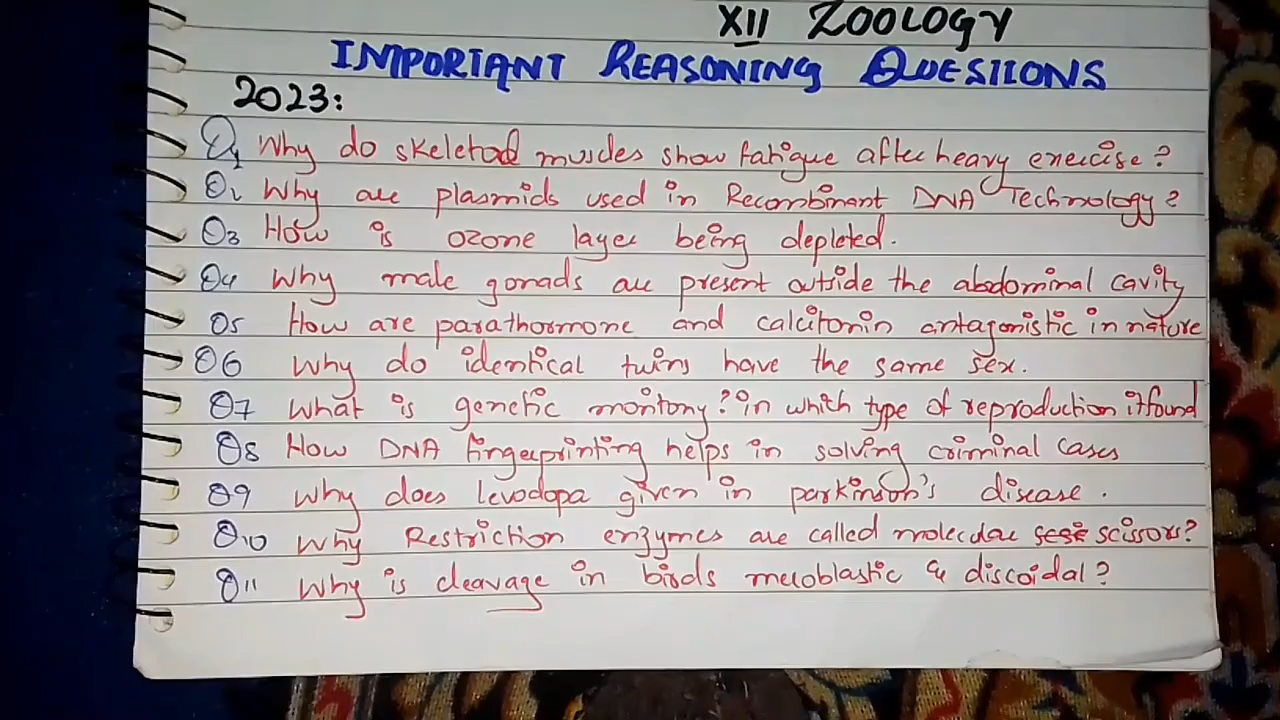 XII ZOOLOGY
IMPORTANT REASONING QUESTIONS
2023:
Q1 Why do skeletal muscles show fatigue after heavy exercise?
Q2 Why are plasmids used in Recombinant DNA Technology?
Q3 How is ozone layer being depleted.
Q4 Why male gonads are present outside the abdominal cavity
Q5 How are parathormone and calcitonin antagonistic in nature
Q6 Why do identical twins have the same sex.
Q7 What is genetic montony? in which type of reproduction it found
Q8 How DNA fingerprinting helps in solving criminal cases
Q9 Why does levodopa given in parkinson's disease.
Q.10 Why Restriction enzymes are called molecular scissors?
Q11 Why is cleavage in birds meroblastic & discoidal?